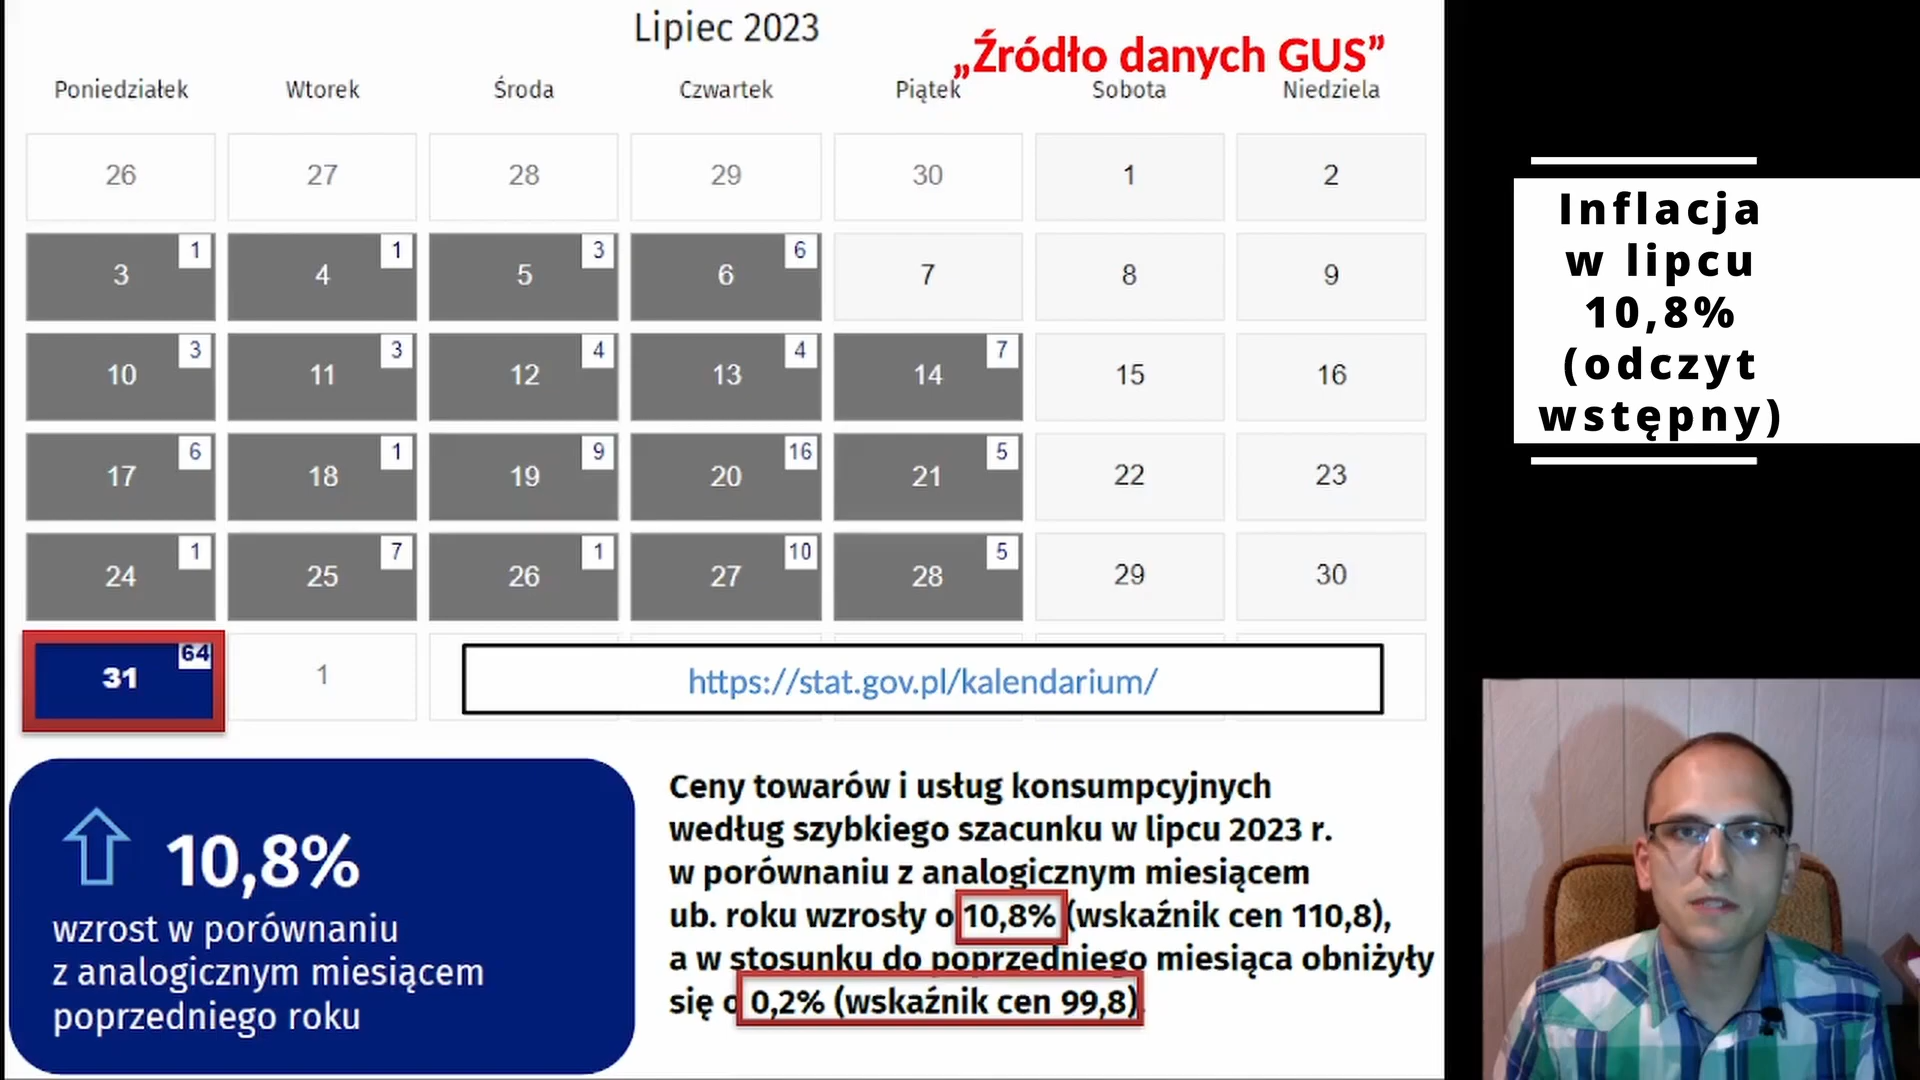 Lipiec 2023
„Źródło danych GUS”
Poniedziałek Wtorek Środa Czwartek Piątek Sobota Niedziela
26 27 28 29 30 1 2
3 1 4 1 5 3 6 6 7 8 9
10 3 11 3 12 4 13 4 14 7 15 16
17 6 18 1 19 9 20 16 21 5 22 23
24 1 25 7 26 1 27 10 28 5 29 30
31 64 1
https://stat.gov.pl/kalendarium/
10,8%
wzrost w porównaniu
z analogicznym miesiącem
poprzedniego roku
Ceny towarów i usług konsumpcyjnych
według szybkiego szacunku w lipcu 2023 r.
w porównaniu z analogicznym miesiącem
ub. roku wzrosły o 10,8% (wskaźnik cen 110,8),
a w stosunku do poprzedniego miesiąca obniżyły
się o 0,2% (wskaźnik cen 99,8)
Inflacja
w lipcu
10,8%
(odczyt
wstępny)